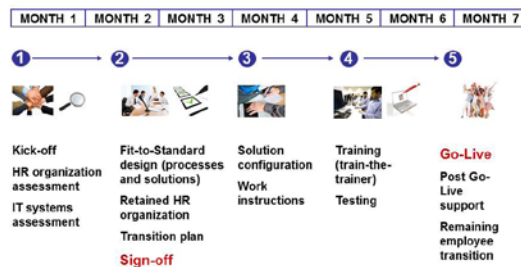 MONTH 1 MONTH 2 MONTH 3 MONTH 4 MONTH 5 MONTH 6 MONTH 7
1 2 3 4 5
Kick-off
HR organization
assessment
IT systems
assessment
Fit-to-Standard
design (processes
and solutions)
Retained HR
organization
Transition plan
Sign-off
Solution
configuration
Work
instructions
Training
(train-the-
trainer)
Testing
Go-Live
Post Go-
Live
support
Remaining
employee
transition